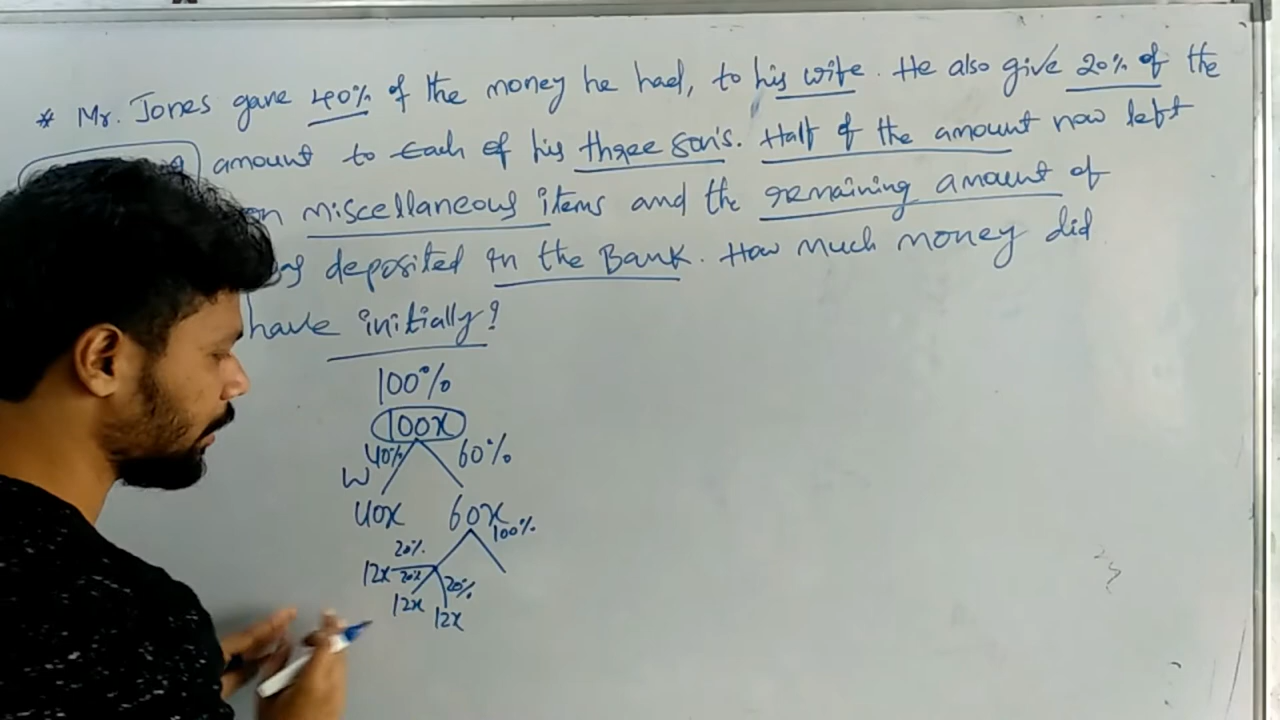 * Mr. Jones gave 40% of the money he had, to his wife. He also give 20% of the
amount to each of his three son's. Half of the amount now left
on miscellaneous items and the remaining amount of
deposited in the Bank. How much money did
have initially?
100%
100x
40% 60%
W
40x 60x
100%
20%
12x 20% 20%
12x 12x